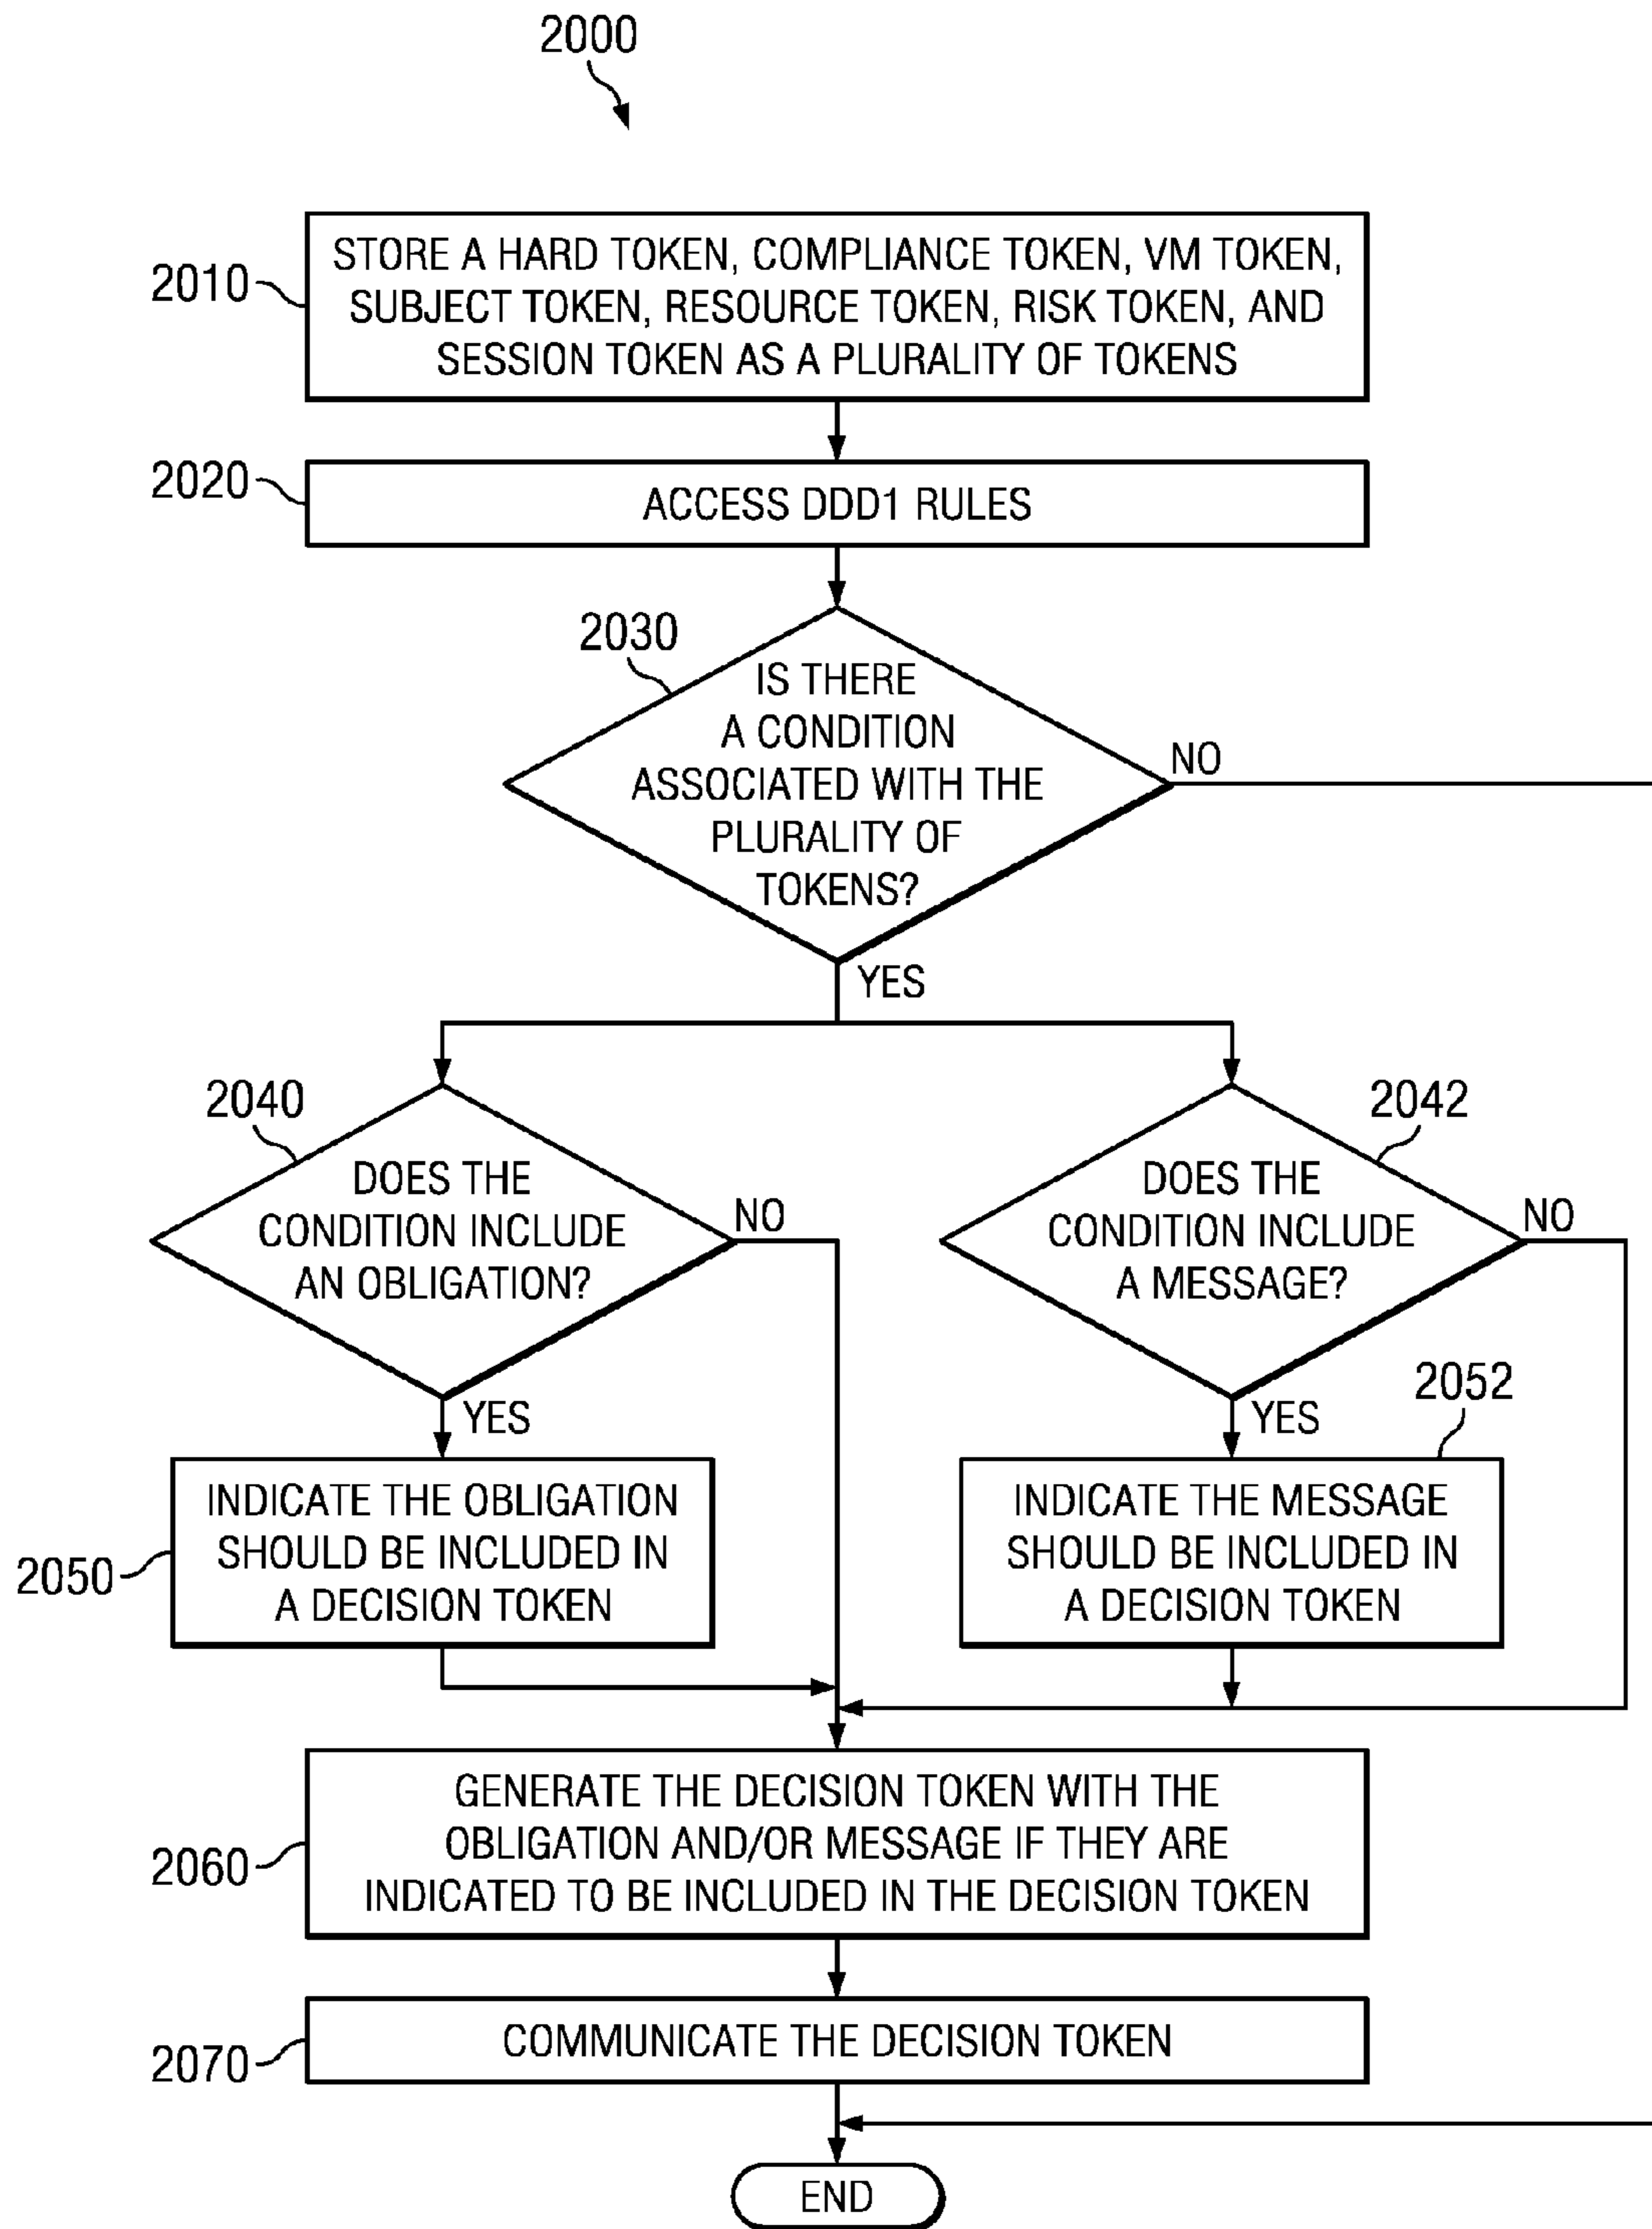 2000
2010
STORE A HARD TOKEN, COMPLIANCE TOKEN, VM TOKEN,
SUBJECT TOKEN, RESOURCE TOKEN, RISK TOKEN, AND
SESSION TOKEN AS A PLURALITY OF TOKENS
2020
ACCESS DDD1 RULES
2030
IS THERE
A CONDITION
ASSOCIATED WITH THE
PLURALITY OF
TOKENS?
NO
YES
2040
DOES THE
CONDITION INCLUDE
AN OBLIGATION?
NO
YES
2042
DOES THE
CONDITION INCLUDE
A MESSAGE?
NO
YES
2050
INDICATE THE OBLIGATION
SHOULD BE INCLUDED IN
A DECISION TOKEN
2052
INDICATE THE MESSAGE
SHOULD BE INCLUDED IN
A DECISION TOKEN
2060
GENERATE THE DECISION TOKEN WITH THE
OBLIGATION AND/OR MESSAGE IF THEY ARE
INDICATED TO BE INCLUDED IN THE DECISION TOKEN
2070
COMMUNICATE THE DECISION TOKEN
END